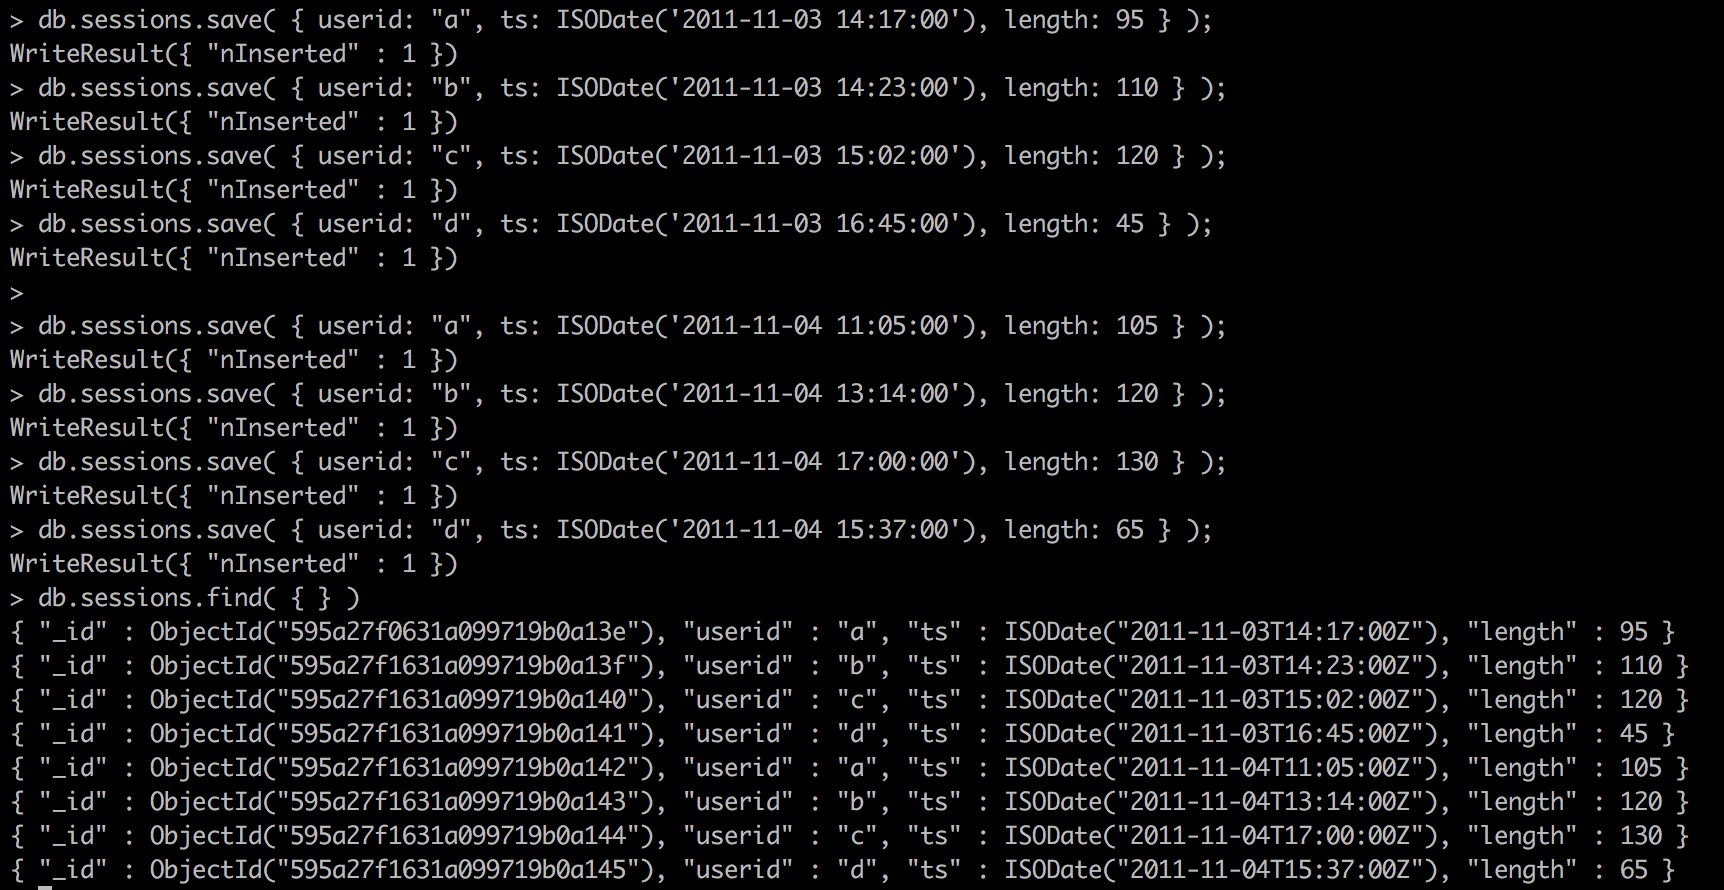 > db.sessions.save( { userid: "a", ts: ISODate('2011-11-03 14:17:00'), length: 95 } );
WriteResult({ "nInserted" : 1 })
> db.sessions.save( { userid: "b", ts: ISODate('2011-11-03 14:23:00'), length: 110 } );
WriteResult({ "nInserted" : 1 })
> db.sessions.save( { userid: "c", ts: ISODate('2011-11-03 15:02:00'), length: 120 } );
WriteResult({ "nInserted" : 1 })
> db.sessions.save( { userid: "d", ts: ISODate('2011-11-03 16:45:00'), length: 45 } );
WriteResult({ "nInserted" : 1 })
>
> db.sessions.save( { userid: "a", ts: ISODate('2011-11-04 11:05:00'), length: 105 } );
WriteResult({ "nInserted" : 1 })
> db.sessions.save( { userid: "b", ts: ISODate('2011-11-04 13:14:00'), length: 120 } );
WriteResult({ "nInserted" : 1 })
> db.sessions.save( { userid: "c", ts: ISODate('2011-11-04 17:00:00'), length: 130 } );
WriteResult({ "nInserted" : 1 })
> db.sessions.save( { userid: "d", ts: ISODate('2011-11-04 15:37:00'), length: 65 } );
WriteResult({ "nInserted" : 1 })
> db.sessions.find( { } )
{ "_id" : ObjectId("595a27f0631a099719b0a13e"), "userid" : "a", "ts" : ISODate("2011-11-03T14:17:00Z"), "length" : 95 }
{ "_id" : ObjectId("595a27f1631a099719b0a13f"), "userid" : "b", "ts" : ISODate("2011-11-03T14:23:00Z"), "length" : 110 }
{ "_id" : ObjectId("595a27f1631a099719b0a140"), "userid" : "c", "ts" : ISODate("2011-11-03T15:02:00Z"), "length" : 120 }
{ "_id" : ObjectId("595a27f1631a099719b0a141"), "userid" : "d", "ts" : ISODate("2011-11-03T16:45:00Z"), "length" : 45 }
{ "_id" : ObjectId("595a27f1631a099719b0a142"), "userid" : "a", "ts" : ISODate("2011-11-04T11:05:00Z"), "length" : 105 }
{ "_id" : ObjectId("595a27f1631a099719b0a143"), "userid" : "b", "ts" : ISODate("2011-11-04T13:14:00Z"), "length" : 120 }
{ "_id" : ObjectId("595a27f1631a099719b0a144"), "userid" : "c", "ts" : ISODate("2011-11-04T17:00:00Z"), "length" : 130 }
{ "_id" : ObjectId("595a27f1631a099719b0a145"), "userid" : "d", "ts" : ISODate("2011-11-04T15:37:00Z"), "length" : 65 }